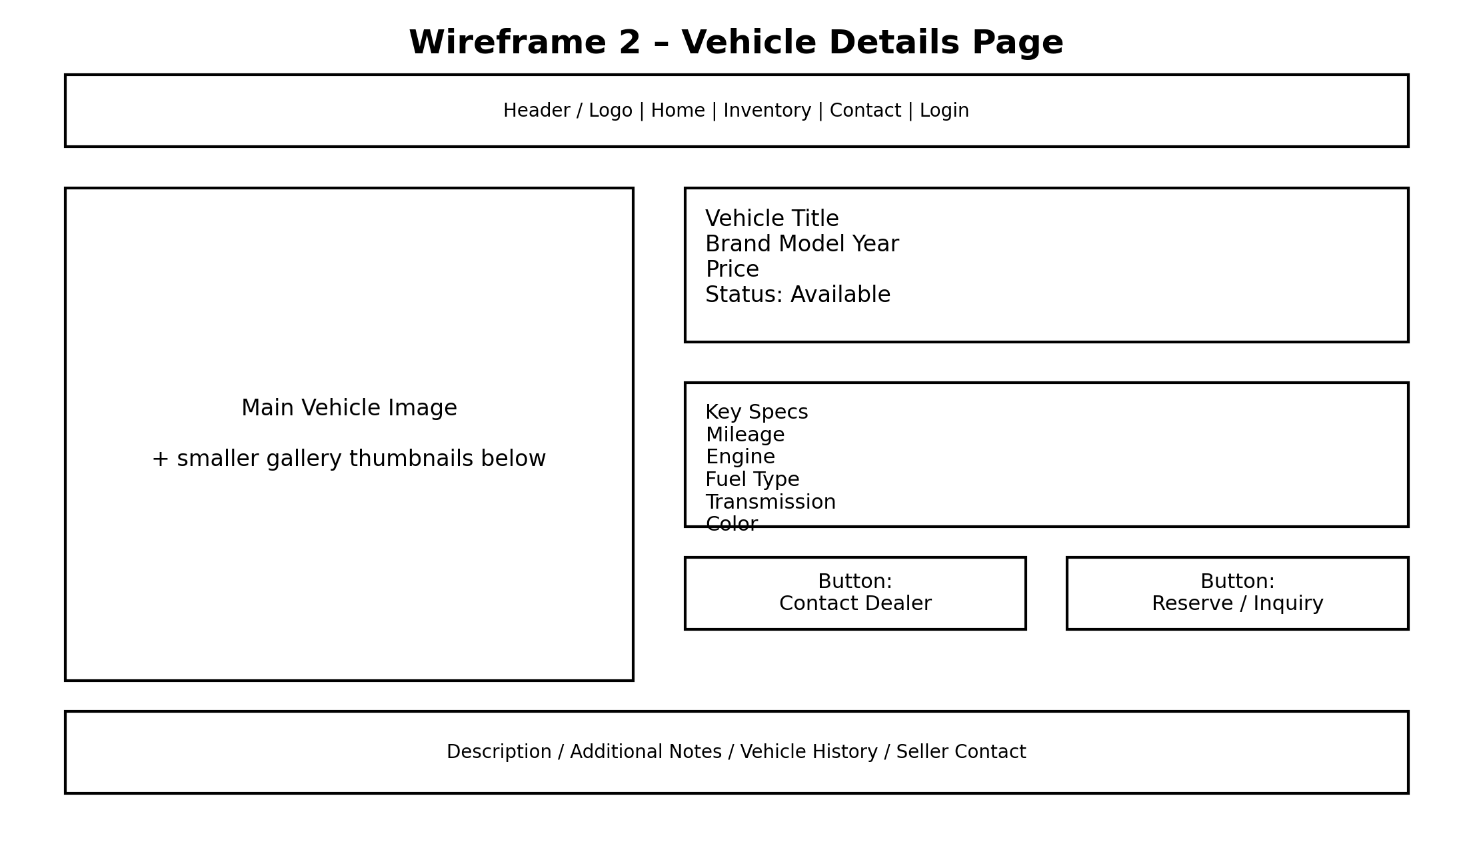 Wireframe 2 – Vehicle Details Page
Header / Logo | Home | Inventory | Contact | Login
Main Vehicle Image
+ smaller gallery thumbnails below
Vehicle Title
Brand Model Year
Price
Status: Available
Key Specs
Mileage
Engine
Fuel Type
Transmission
Color
Button:
Contact Dealer
Button:
Reserve / Inquiry
Description / Additional Notes / Vehicle History / Seller Contact